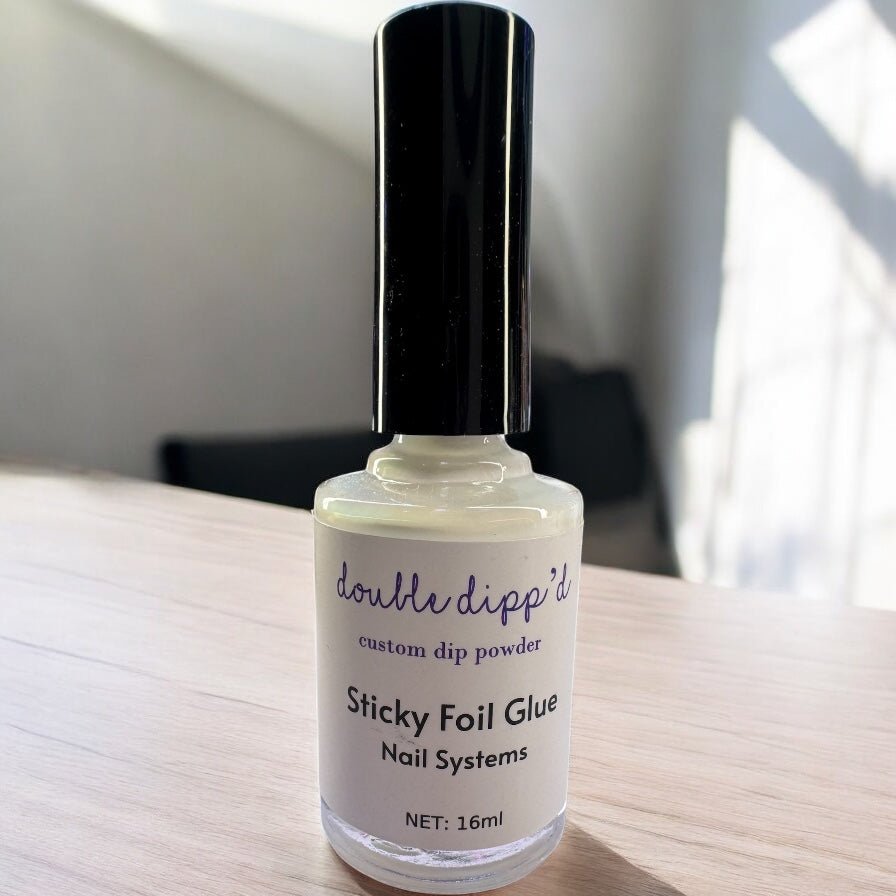 double dipp'd
custom dip powder
Sticky Foil Glue
Nail Systems
NET: 16ml